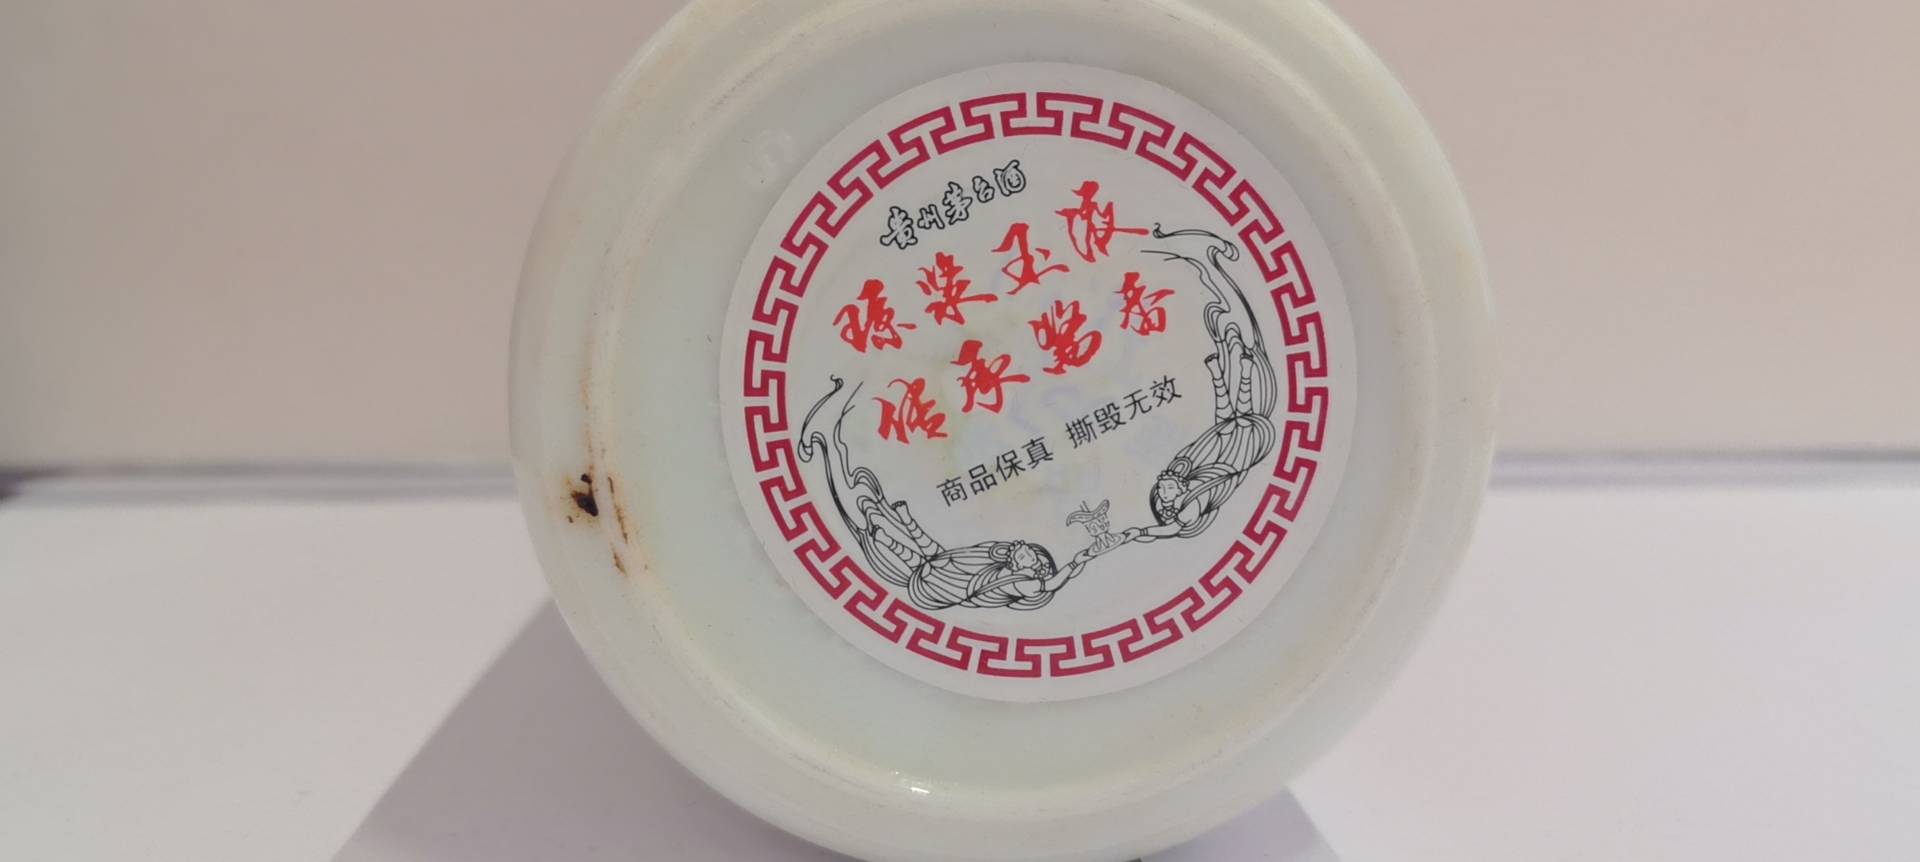 贵州茅台酒
琼浆玉液
传承酱香
商品保真 撕毁无效